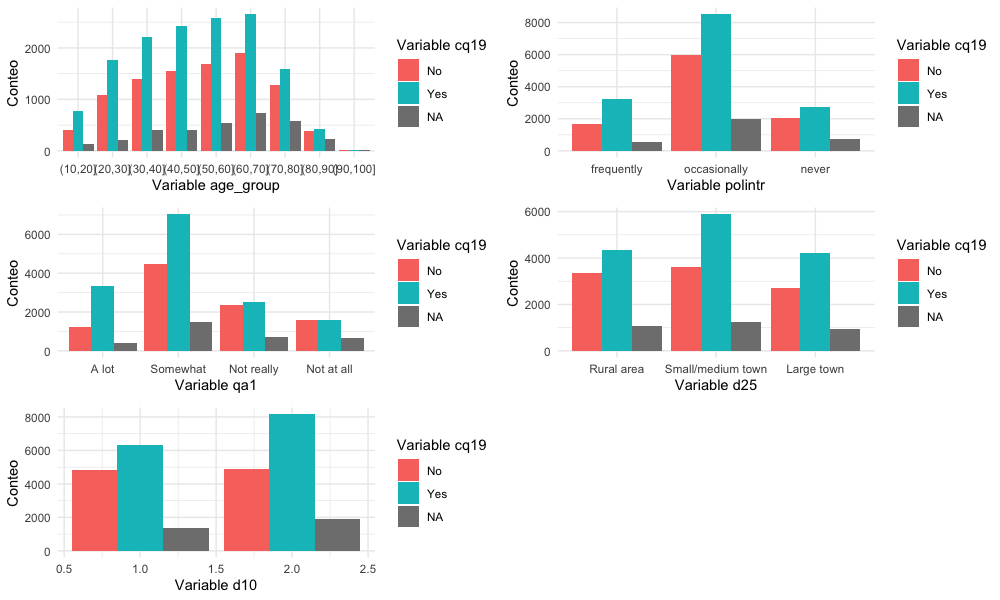 Conteo
2000
1000
0
(10,20] (20,30] (30,40] (40,50] (50,60] (60,70] (70,80] (80,90] (90,100]
Variable age_group
Variable cq19
No
Yes
NA
Conteo
8000
6000
4000
2000
0
frequently occasionally never
Variable polintr
Variable cq19
No
Yes
NA
Conteo
6000
4000
2000
0
A lot Somewhat Not really Not at all
Variable qa1
Variable cq19
No
Yes
NA
Conteo
6000
4000
2000
0
Rural area Small/medium town Large town
Variable d25
Variable cq19
No
Yes
NA
Conteo
8000
6000
4000
2000
0
0.5 1.0 1.5 2.0 2.5
Variable d10
Variable cq19
No
Yes
NA